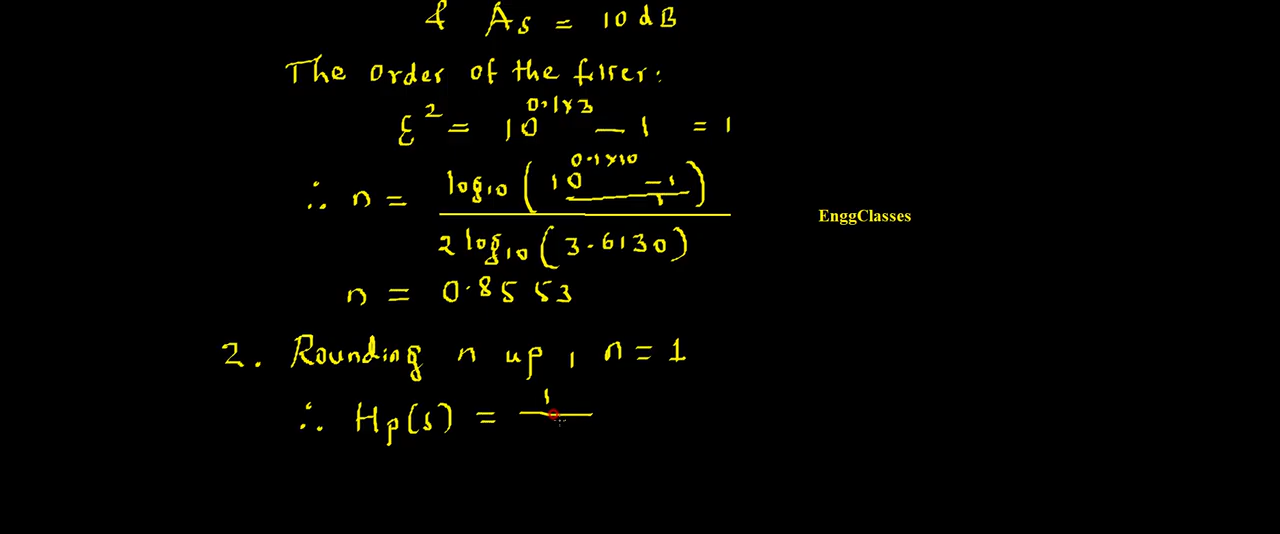 & As = 10 dB
The order of the filter:
ε² = 10^(0.1×3) − 1 = 1
∴ n = log₁₀ ( (10^(0.1×10) − 1) / 1 ) / 2 log₁₀ (3.6130)
EnggClasses
n = 0.8553
2. Rounding n up, n = 1
∴ Hp(s) = 1/